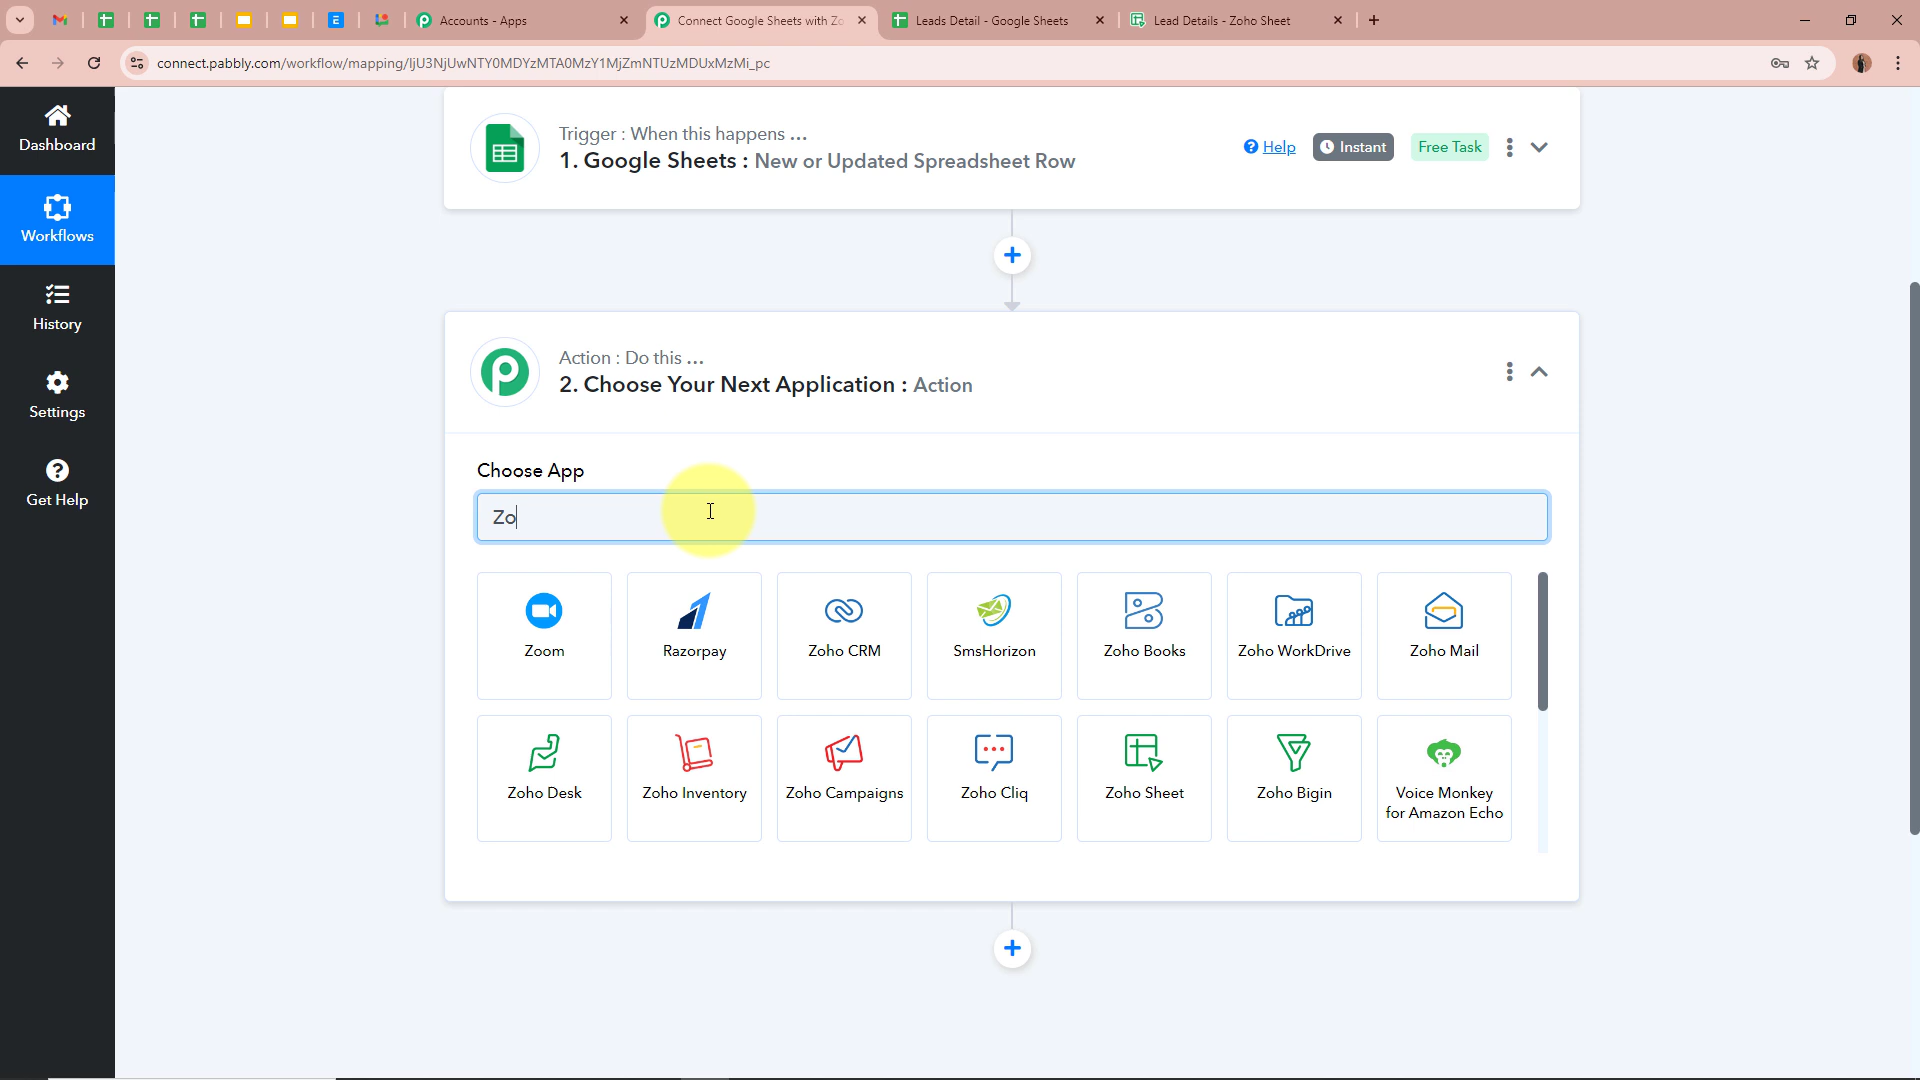 Accounts - Apps
Connect Google Sheets with Zo
Leads Detail - Google Sheets
Lead Details - Zoho Sheet
connect.pabbly.com/workflow/mapping/IjU3NjUwNTY0MDYzMTA0MzY1MjZmNTUzMDUxMzMi_pc
Dashboard
Workflows
History
Settings
Get Help
Trigger : When this happens ...
1. Google Sheets : New or Updated Spreadsheet Row
Help
Instant
Free Task
Action : Do this ...
2. Choose Your Next Application : Action
Choose App
Zo
Zoom
Razorpay
Zoho CRM
SmsHorizon
Zoho Books
Zoho WorkDrive
Zoho Mail
Zoho Desk
Zoho Inventory
Zoho Campaigns
Zoho Cliq
Zoho Sheet
Zoho Bigin
Voice Monkey
for Amazon Echo